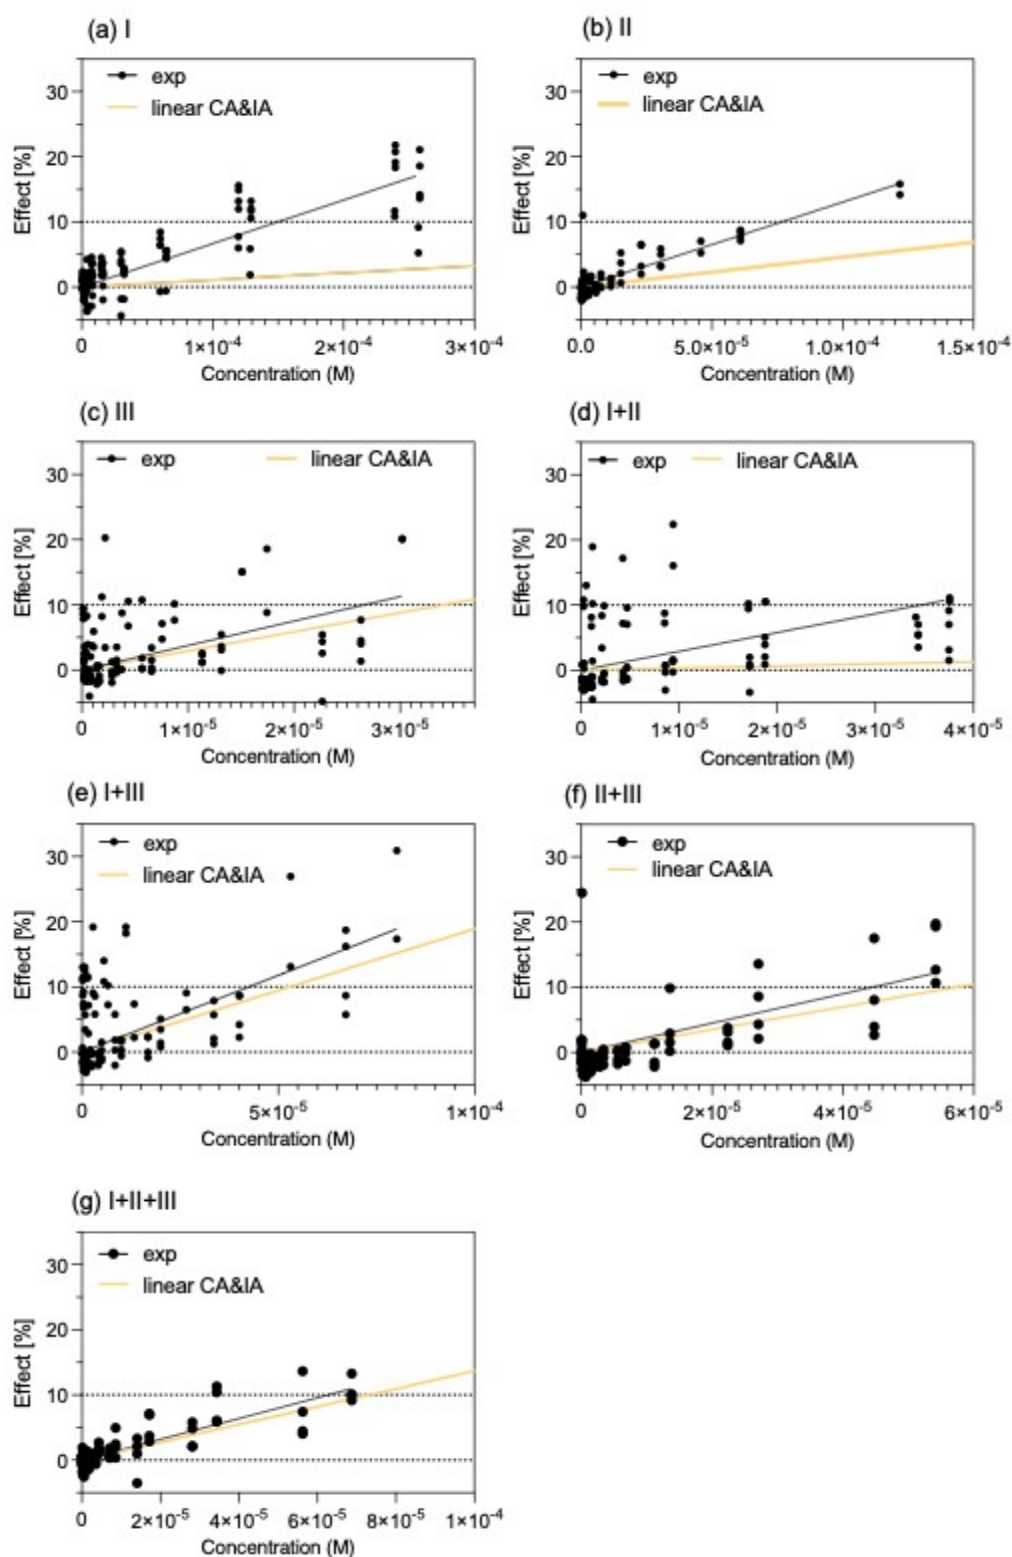 (a) I
exp
linear CA&IA
Effect [%]
30
20
10
0
0 1×10⁻⁴ 2×10⁻⁴ 3×10⁻⁴
Concentration (M)
(b) II
exp
linear CA&IA
Effect [%]
30
20
10
0
0.0 5.0×10⁻⁵ 1.0×10⁻⁴ 1.5×10⁻⁴
Concentration (M)
(c) III
exp linear CA&IA
Effect [%]
30
20
10
0
0 1×10⁻⁵ 2×10⁻⁵ 3×10⁻⁵
Concentration (M)
(d) I+II
exp linear CA&IA
Effect [%]
30
20
10
0
0 1×10⁻⁵ 2×10⁻⁵ 3×10⁻⁵ 4×10⁻⁵
Concentration (M)
(e) I+III
exp
linear CA&IA
Effect [%]
30
20
10
0
0 5×10⁻⁵ 1×10⁻⁴
Concentration (M)
(f) II+III
exp
linear CA&IA
Effect [%]
30
20
10
0
0 2×10⁻⁵ 4×10⁻⁵ 6×10⁻⁵
Concentration (M)
(g) I+II+III
exp
linear CA&IA
Effect [%]
30
20
10
0
0 2×10⁻⁵ 4×10⁻⁵ 6×10⁻⁵ 8×10⁻⁵ 1×10⁻⁴
Concentration (M)